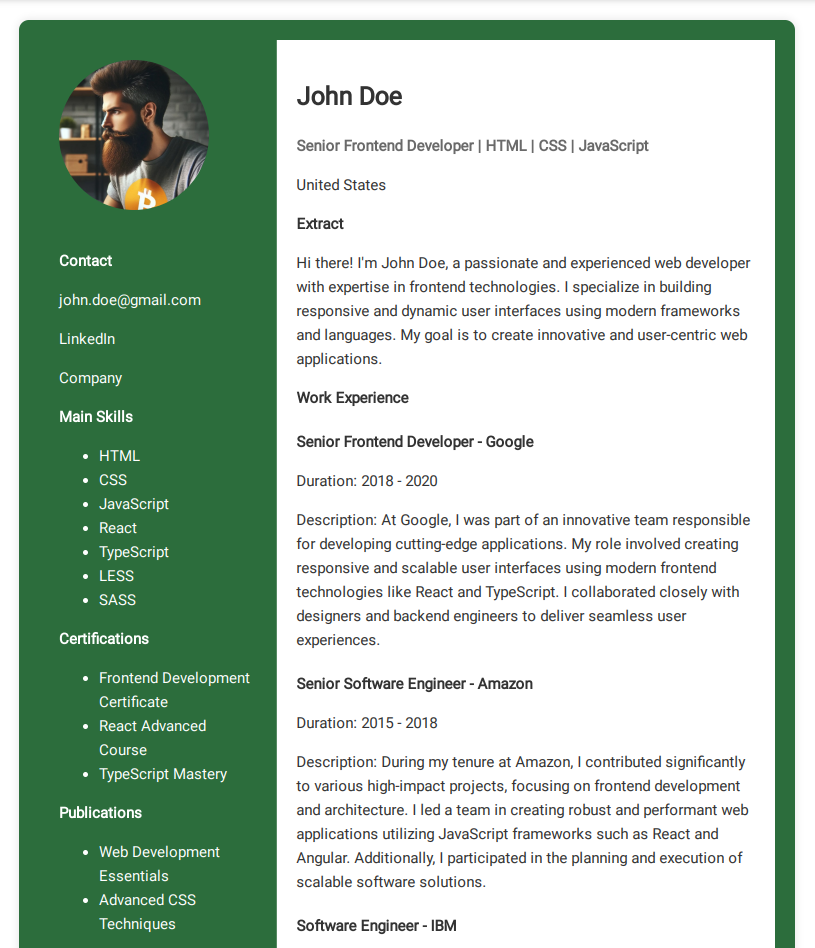 Contact
john.doe@gmail.com
LinkedIn
Company
Main Skills
HTML
CSS
JavaScript
React
TypeScript
LESS
SASS
Certifications
Frontend Development
Certificate
React Advanced
Course
TypeScript Mastery
Publications
Web Development
Essentials
Advanced CSS
Techniques
John Doe
Senior Frontend Developer | HTML | CSS | JavaScript
United States
Extract
Hi there! I'm John Doe, a passionate and experienced web developer
with expertise in frontend technologies. I specialize in building
responsive and dynamic user interfaces using modern frameworks
and languages. My goal is to create innovative and user-centric web
applications.
Work Experience
Senior Frontend Developer - Google
Duration: 2018 - 2020
Description: At Google, I was part of an innovative team responsible
for developing cutting-edge applications. My role involved creating
responsive and scalable user interfaces using modern frontend
technologies like React and TypeScript. I collaborated closely with
designers and backend engineers to deliver seamless user
experiences.
Senior Software Engineer - Amazon
Duration: 2015 - 2018
Description: During my tenure at Amazon, I contributed significantly
to various high-impact projects, focusing on frontend development
and architecture. I led a team in creating robust and performant web
applications utilizing JavaScript frameworks such as React and
Angular. Additionally, I participated in the planning and execution of
scalable software solutions.
Software Engineer - IBM